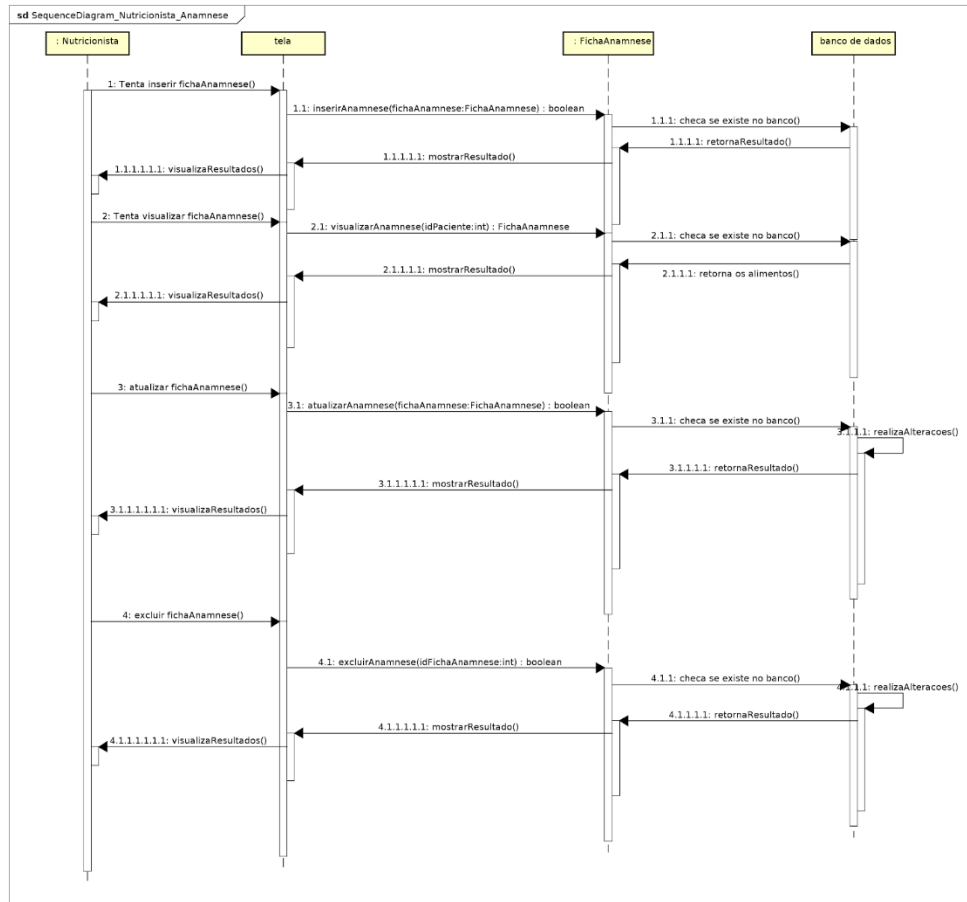 sd SequenceDiagram_Nutricionista_Anamnese
: Nutricionista
tela
: FichaAnamnese
banco de dados
1: Tenta inserir fichaAnamnese()
1.1: inserirAnamnese(fichaAnamnese:FichaAnamnese) : boolean
1.1.1: checa se existe no banco()
1.1.1.1: retornaResultado()
1.1.1.1.1: mostrarResultado()
1.1.1.1.1.1: visualizaResultados()
2: Tenta visualizar fichaAnamnese()
2.1: visualizarAnamnese(idPaciente:int) : FichaAnamnese
2.1.1: checa se existe no banco()
2.1.1.1: retorna os alimentos()
2.1.1.1.1: mostrarResultado()
2.1.1.1.1.1: visualizaResultados()
3: atualizar fichaAnamnese()
3.1: atualizarAnamnese(fichaAnamnese:FichaAnamnese) : boolean
3.1.1: checa se existe no banco()
3.1.1.1: realizaAlteracoes()
3.1.1.1.1: retornaResultado()
3.1.1.1.1.1: mostrarResultado()
3.1.1.1.1.1.1: visualizaResultados()
4: excluir fichaAnamnese()
4.1: excluirAnamnese(idFichaAnamnese:int) : boolean
4.1.1: checa se existe no banco()
4.1.1.1: realizaAlteracoes()
4.1.1.1.1: retornaResultado()
4.1.1.1.1.1: mostrarResultado()
4.1.1.1.1.1.1: visualizaResultados()